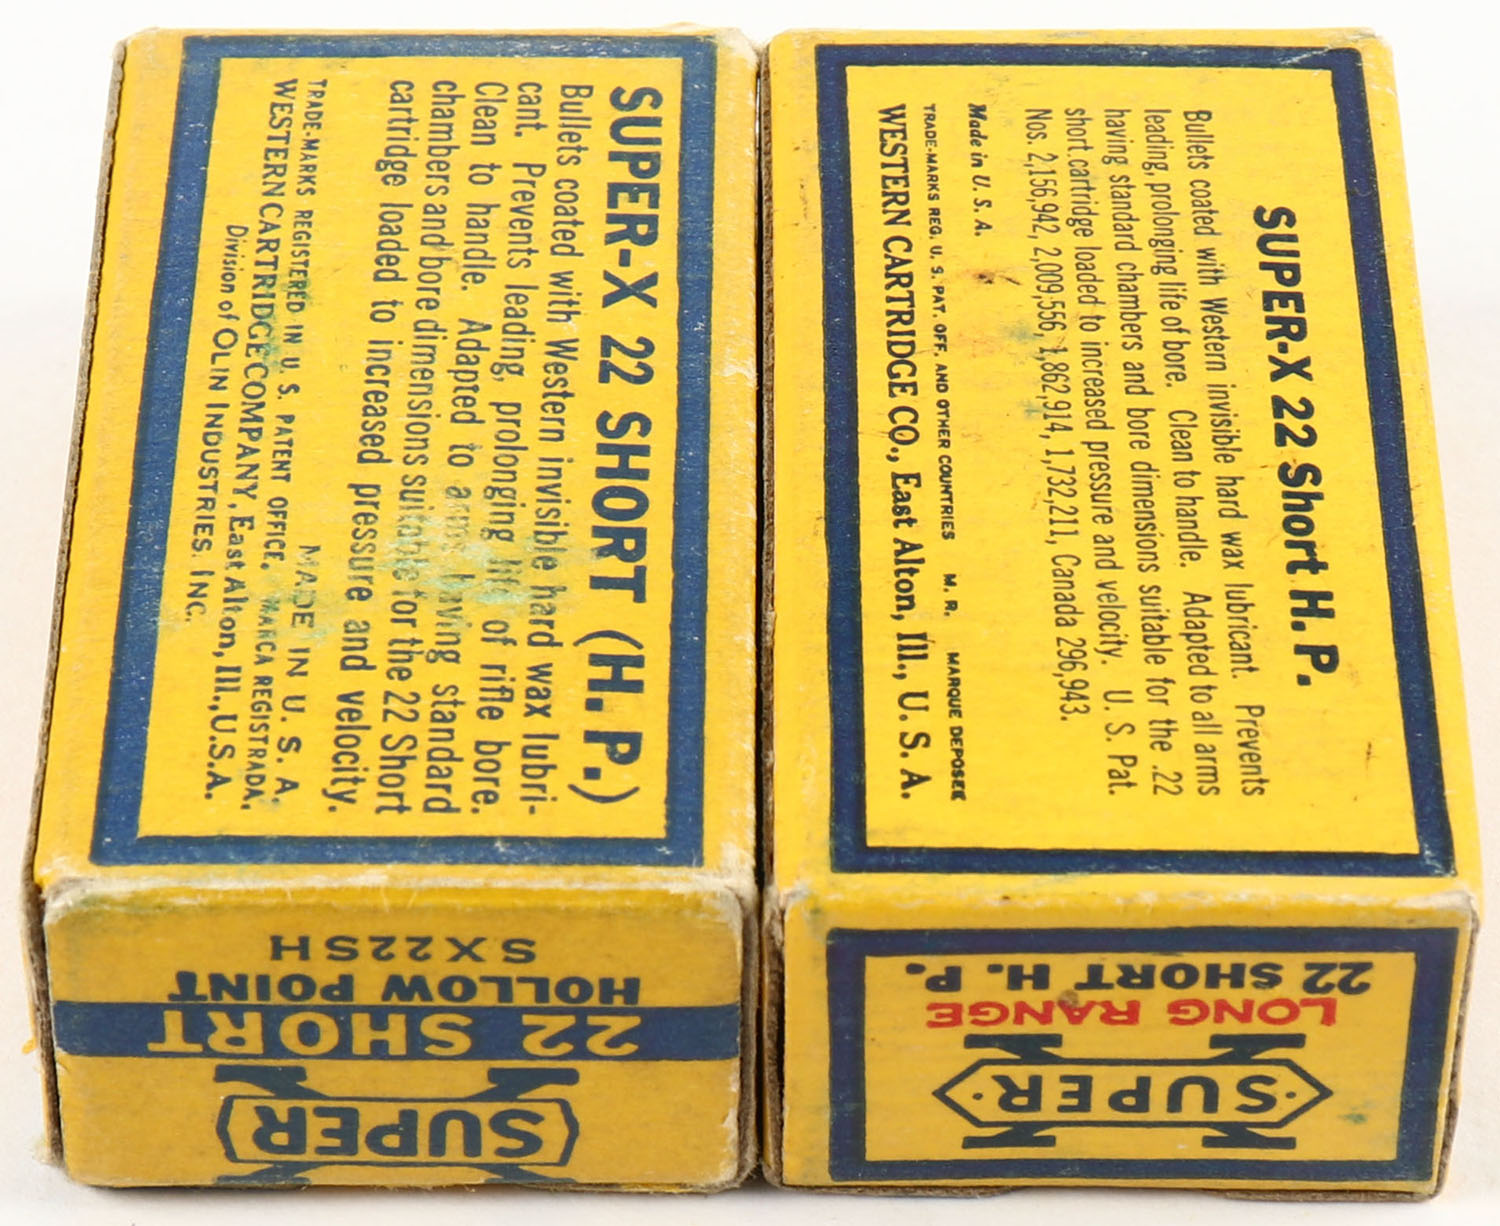 SUPER-X 22 SHORT (H. P.)
Bullets coated with Western invisible hard wax lubri-
cant. Prevents leading, prolonging life of rifle bore.
Clean to handle. Adapted to arms having standard
chambers and bore dimensions suitable for the 22 Short
cartridge loaded to increased pressure and velocity.
MADE IN U. S. A.
TRADE-MARKS REGISTERED IN U. S. PATENT OFFICE. MARCA REGISTRADA.
WESTERN CARTRIDGE COMPANY, East Alton, Ill., U.S.A.
Division of OLIN INDUSTRIES. INC.
SX22SH
HOLLOW POINT
22 SHORT
SUPER X
SUPER-X 22 Short H. P.
Bullets coated with Western invisible hard wax lubricant. Prevents
leading, prolonging life of bore. Clean to handle. Adapted to all arms
having standard chambers and bore dimensions suitable for the .22
short cartridge loaded to increased pressure and velocity. U. S. Pat.
Nos. 2,156,942, 2,009,556, 1,862,914, 1,732,211, Canada 296,943.
Made in U. S. A.
TRADE-MARKS REG. U. S. PAT. OFF. AND OTHER COUNTRIES M. R. MARQUE DEPOSEE
WESTERN CARTRIDGE CO., East Alton, Ill., U. S. A.
22 SHORT H. P.
LONG RANGE
SUPER X